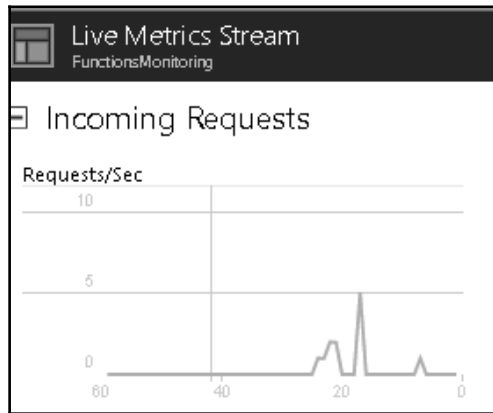 Live Metrics Stream
FunctionsMonitoring
Incoming Requests
Requests/Sec
10
5
0
60 40 20 0